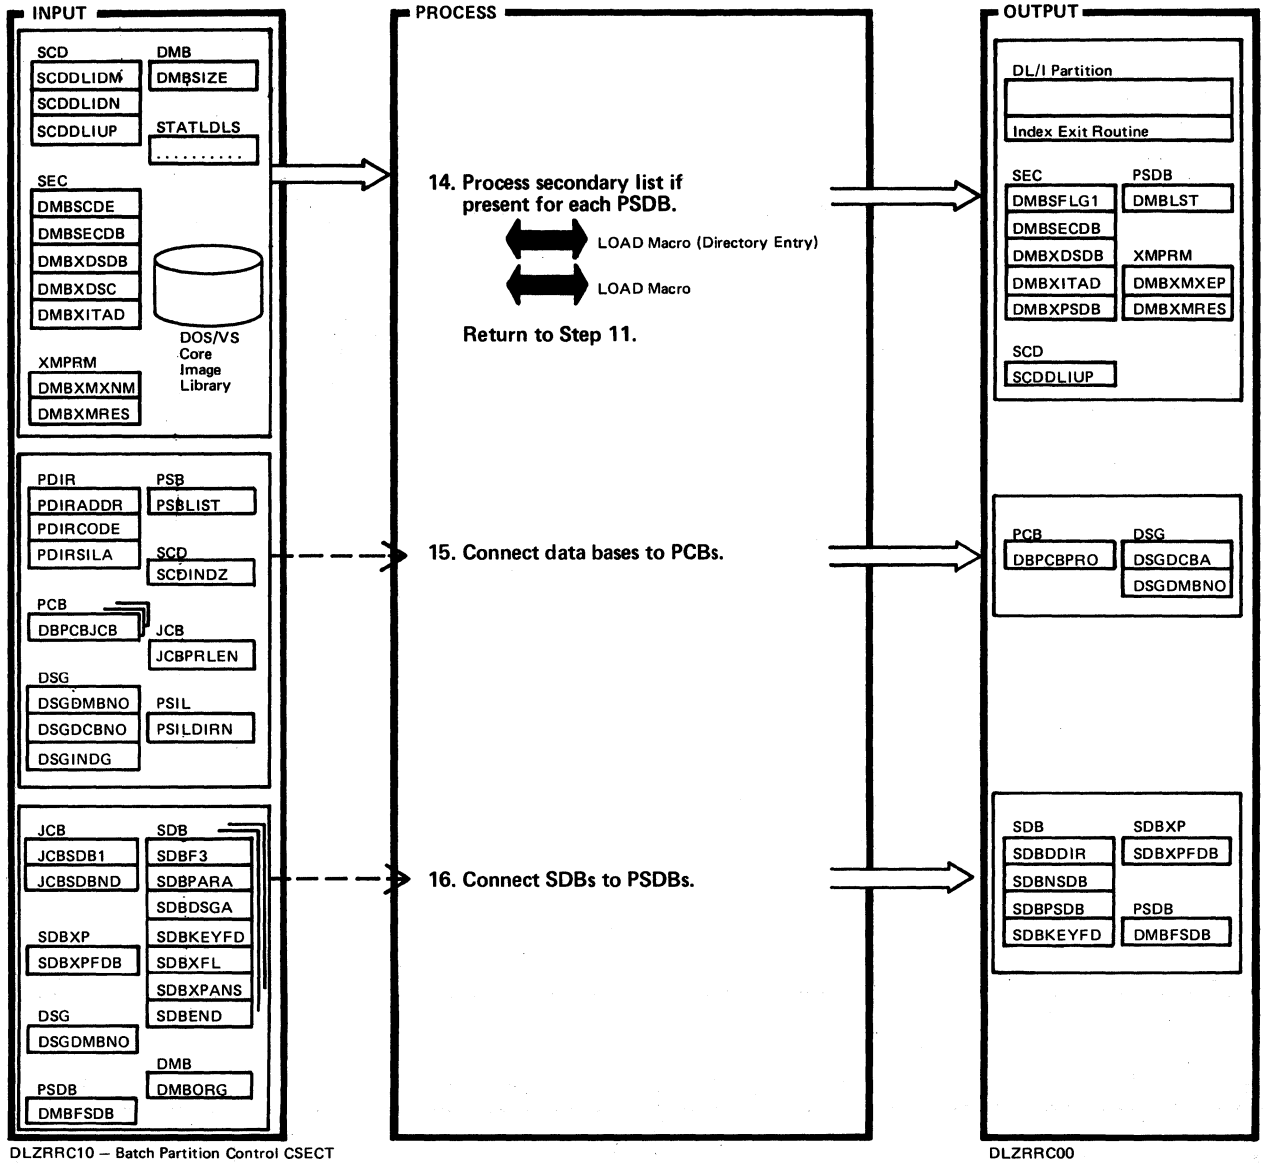 INPUT
SCD
SCDDLIDM
SCDDLIDN
SCDDLIUP
DMB
DMBSIZE
STATLDLS
..........
SEC
DMBSCDE
DMBSECDB
DMBXDSDB
DMBXDSC
DMBXITAD
DOS/VS
Core
Image
Library
XMPRM
DMBXMXNM
DMBXMRES
PDIR
PDIRADDR
PDIRCODE
PDIRSILA
PSB
PSBLIST
SCD
SCDINDZ
PCB
DBPCBJCB
JCB
JCBPRLEN
DSG
DSGDMBNO
DSGDCBNO
DSGINDG
PSIL
PSILDIRN
JCB
JCBSDB1
JCBSDBND
SDB
SDBF3
SDBPARA
SDBDSGA
SDBKEYFD
SDBXFL
SDBXPANS
SDBEND
SDBXP
SDBXPFDB
DSG
DSGDMBNO
DMB
DMBORG
PSDB
DMBFSDB
DLZRRC10 — Batch Partition Control CSECT
PROCESS
14. Process secondary list if
present for each PSDB.
LOAD Macro (Directory Entry)
LOAD Macro
Return to Step 11.
15. Connect data bases to PCBs.
16. Connect SDBs to PSDBs.
OUTPUT
DL/I Partition
Index Exit Routine
SEC
DMBSFLG1
DMBSECDB
DMBXDSDB
DMBXITAD
DMBXPSDB
PSDB
DMBLST
XMPRM
DMBXMXEP
DMBXMRES
SCD
SCDDLIUP
PCB
DBPCBPRO
DSG
DSGDCBA
DSGDMBNO
SDB
SDBDDIR
SDBNSDB
SDBPSDB
SDBKEYFD
SDBXP
SDBXPFDB
PSDB
DMBFSDB
DLZRRC00